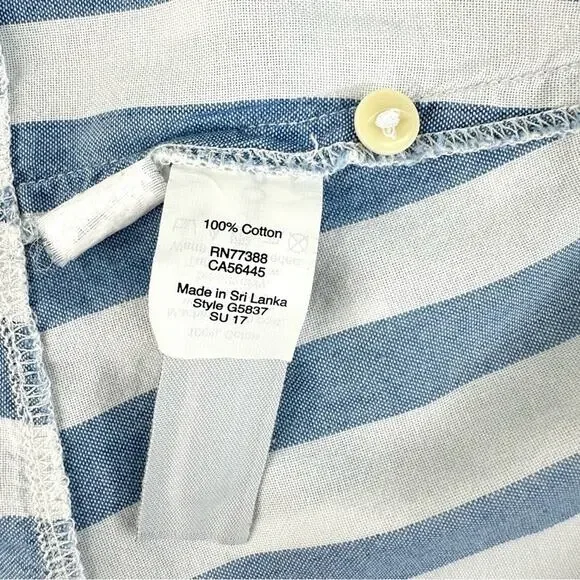 100% Cotton
RN77388
CA56445
Made in Sri Lanka
Style G5837
SU 17